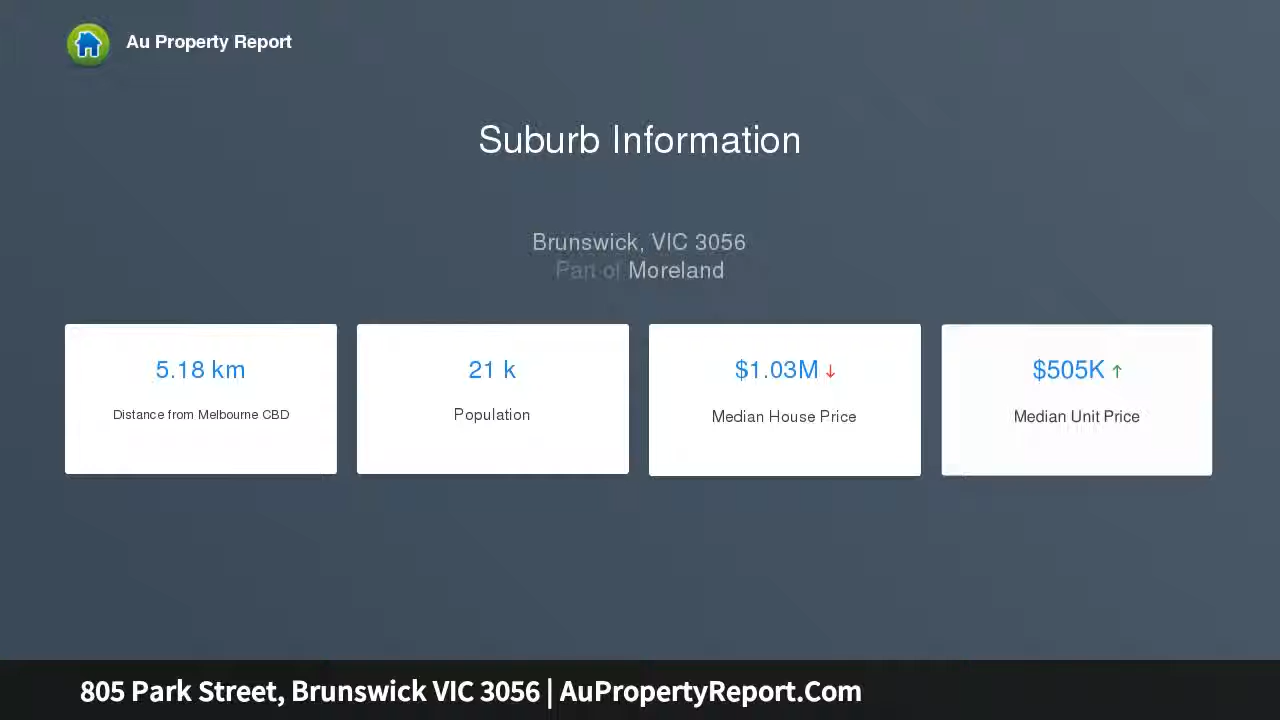 Au Property Report
Suburb Information
Brunswick, VIC 3056
Part of Moreland
5.18 km
Distance from Melbourne CBD
21 k
Population
$1.03M ↓
Median House Price
$505K ↑
Median Unit Price
805 Park Street, Brunswick VIC 3056 | AuPropertyReport.Com